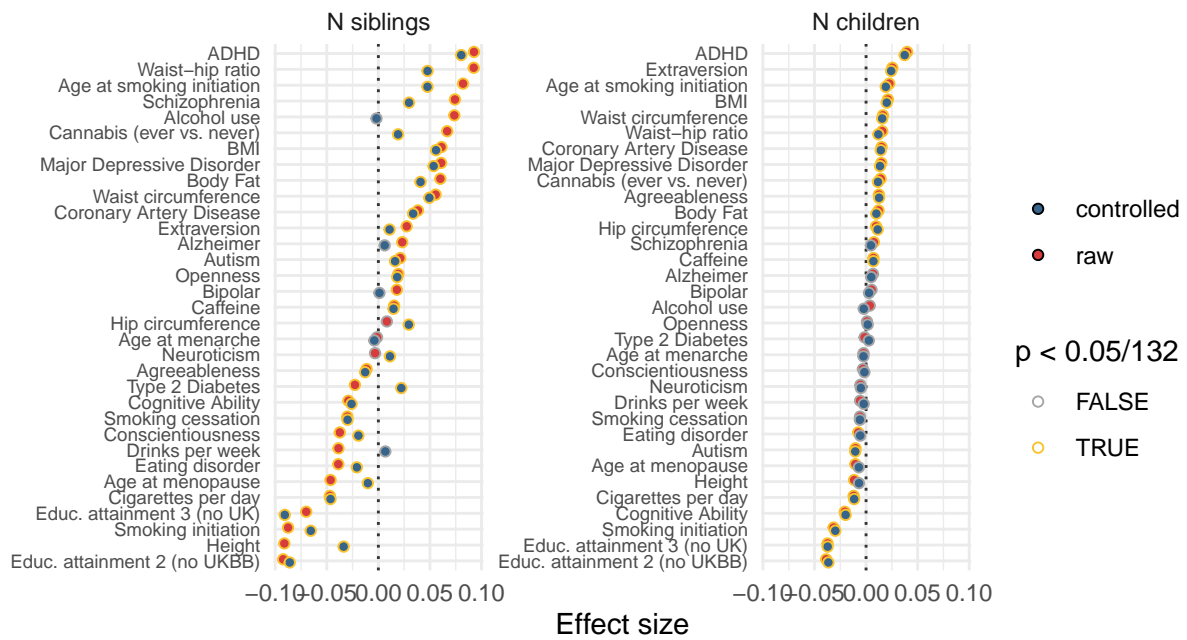 N siblings
ADHD
Waist−hip ratio
Age at smoking initiation
Schizophrenia
Alcohol use
Cannabis (ever vs. never)
BMI
Major Depressive Disorder
Body Fat
Waist circumference
Coronary Artery Disease
Extraversion
Alzheimer
Autism
Openness
Bipolar
Caffeine
Hip circumference
Age at menarche
Neuroticism
Agreeableness
Type 2 Diabetes
Cognitive Ability
Smoking cessation
Conscientiousness
Drinks per week
Eating disorder
Age at menopause
Cigarettes per day
Educ. attainment 3 (no UK)
Smoking initiation
Height
Educ. attainment 2 (no UKBB)
−0.10 −0.05 0.00 0.05 0.10
N children
ADHD
Extraversion
Age at smoking initiation
BMI
Waist circumference
Waist−hip ratio
Coronary Artery Disease
Major Depressive Disorder
Cannabis (ever vs. never)
Agreeableness
Body Fat
Hip circumference
Schizophrenia
Caffeine
Alzheimer
Bipolar
Alcohol use
Openness
Type 2 Diabetes
Age at menarche
Conscientiousness
Neuroticism
Drinks per week
Smoking cessation
Eating disorder
Autism
Age at menopause
Height
Cigarettes per day
Cognitive Ability
Smoking initiation
Educ. attainment 3 (no UK)
Educ. attainment 2 (no UKBB)
−0.10 −0.05 0.00 0.05 0.10
Effect size
controlled
raw
p < 0.05/132
FALSE
TRUE